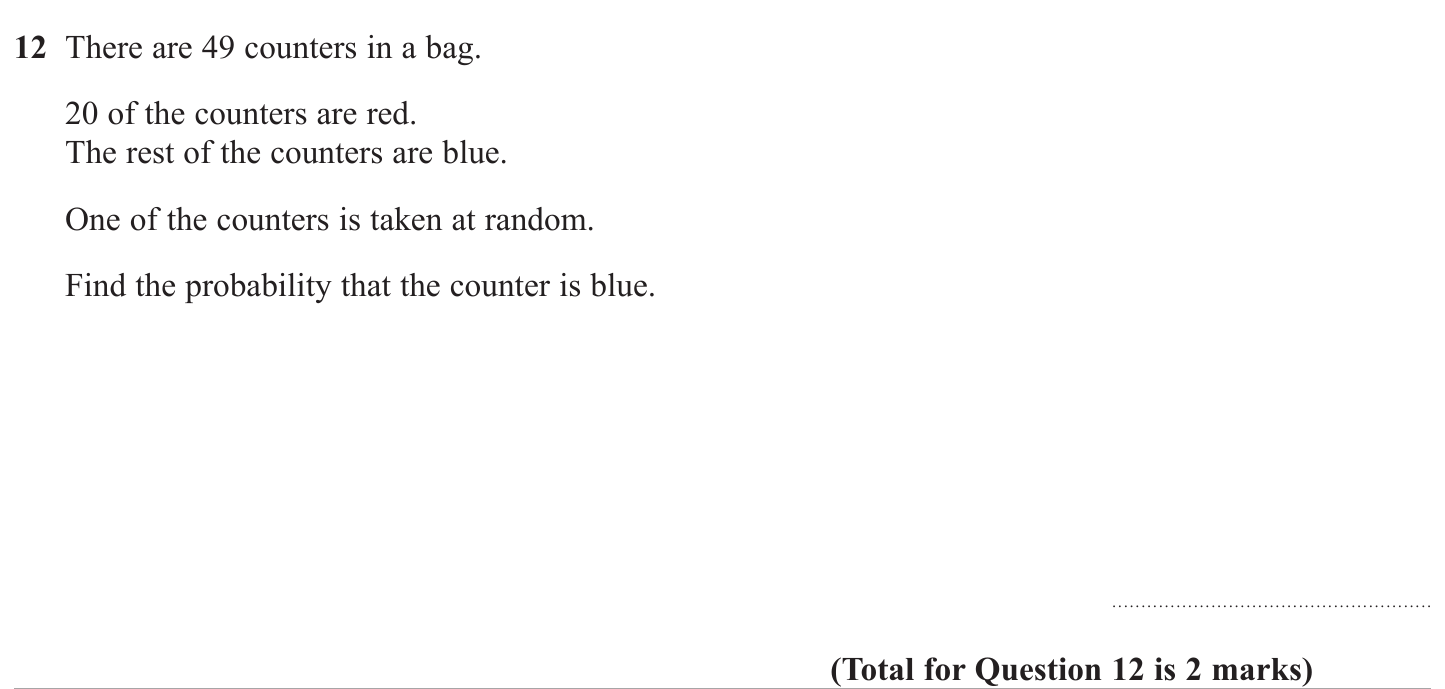 12 There are 49 counters in a bag.
20 of the counters are red.
The rest of the counters are blue.
One of the counters is taken at random.
Find the probability that the counter is blue.
(Total for Question 12 is 2 marks)